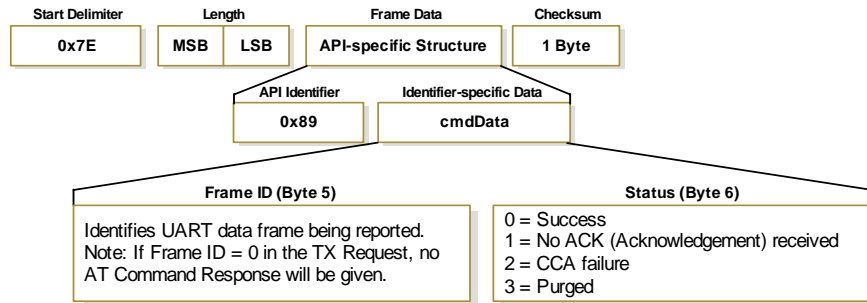 Start Delimiter Length Frame Data Checksum
0x7E MSB LSB API-specific Structure 1 Byte
API Identifier Identifier-specific Data
0x89 cmdData
Frame ID (Byte 5)
Identifies UART data frame being reported.
Note: If Frame ID = 0 in the TX Request, no
AT Command Response will be given.
Status (Byte 6)
0 = Success
1 = No ACK (Acknowledgement) received
2 = CCA failure
3 = Purged